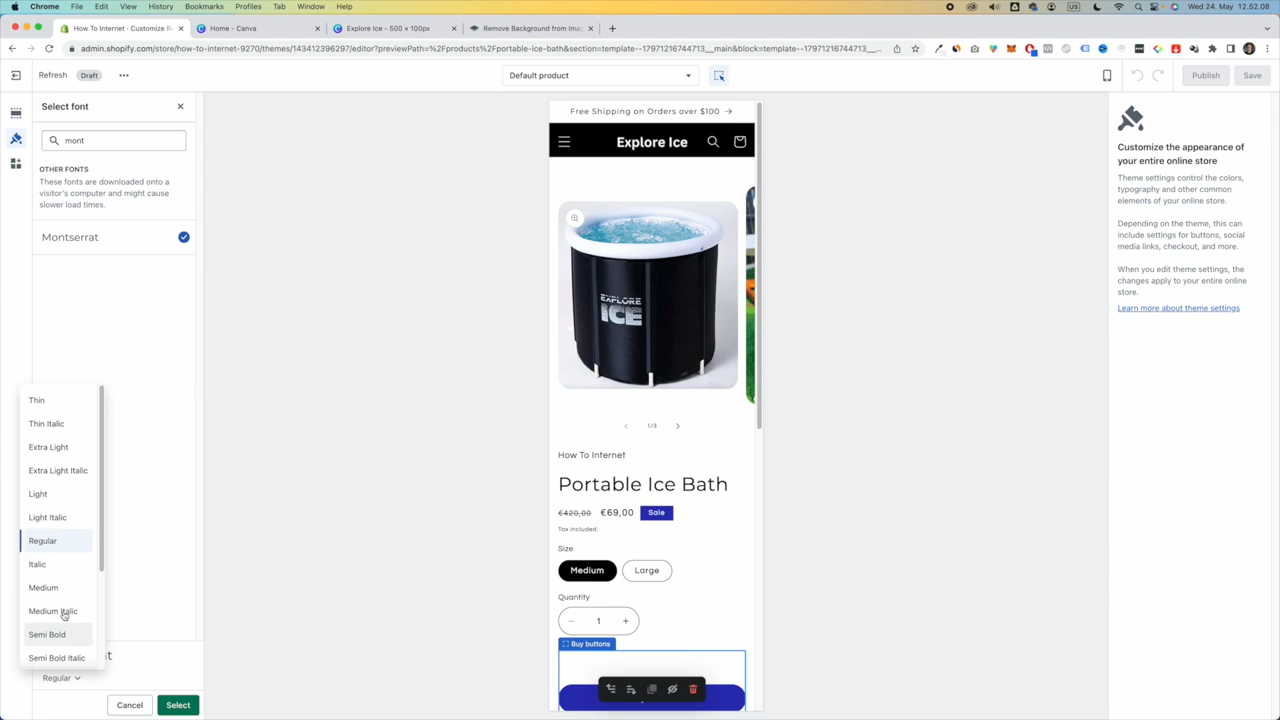 Chrome File Edit View History Bookmarks Profiles Tab Window Help
US
Wed 24. May 12.52.08
How To Internet · Customize R
Home - Canva
Explore Ice - 500 × 100px
Remove Background from Imag
admin.shopify.com/store/how-to-internet-9270/themes/143412396297/editor?previewPath=%2Fproducts%2Fportable-ice-bath&section=template--17971216744713__main&block=template--17971216744713__...
Refresh
Draft
Default product
Publish
Save
Select font
mont
OTHER FONTS
These fonts are downloaded onto a
visitor's computer and might cause
slower load times.
Montserrat
Thin
Thin Italic
Extra Light
Extra Light Italic
Light
Light Italic
Regular
Italic
Medium
Medium Italic
Semi Bold
Semi Bold Italic
Regular
Cancel
Select
Free Shipping on Orders over $100
Explore Ice
EXPLORE
ICE
1/3
How To Internet
Portable Ice Bath
€420,00
€69,00
Sale
Tax included.
Size
Medium
Large
Quantity
1
Buy buttons
Customize the appearance of
your entire online store
Theme settings control the colors,
typography and other common
elements of your online store.
Depending on the theme, this can
include settings for buttons, social
media links, checkout, and more.
When you edit theme settings, the
changes apply to your entire online
store.
Learn more about theme settings